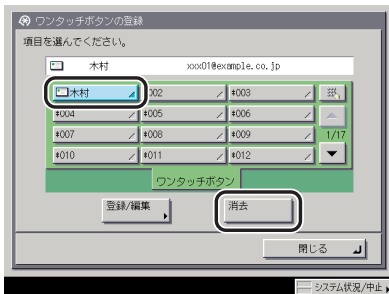 ワンタッチボタンの登録
項目を選んでください。
木村 xxx01@example.co.jp
木村 002 *003
*004 *005 *006
*007 *008 *009 1/17
*010 *011 *012
ワンタッチボタン
登録/編集 消去
閉じる
システム状況/中止